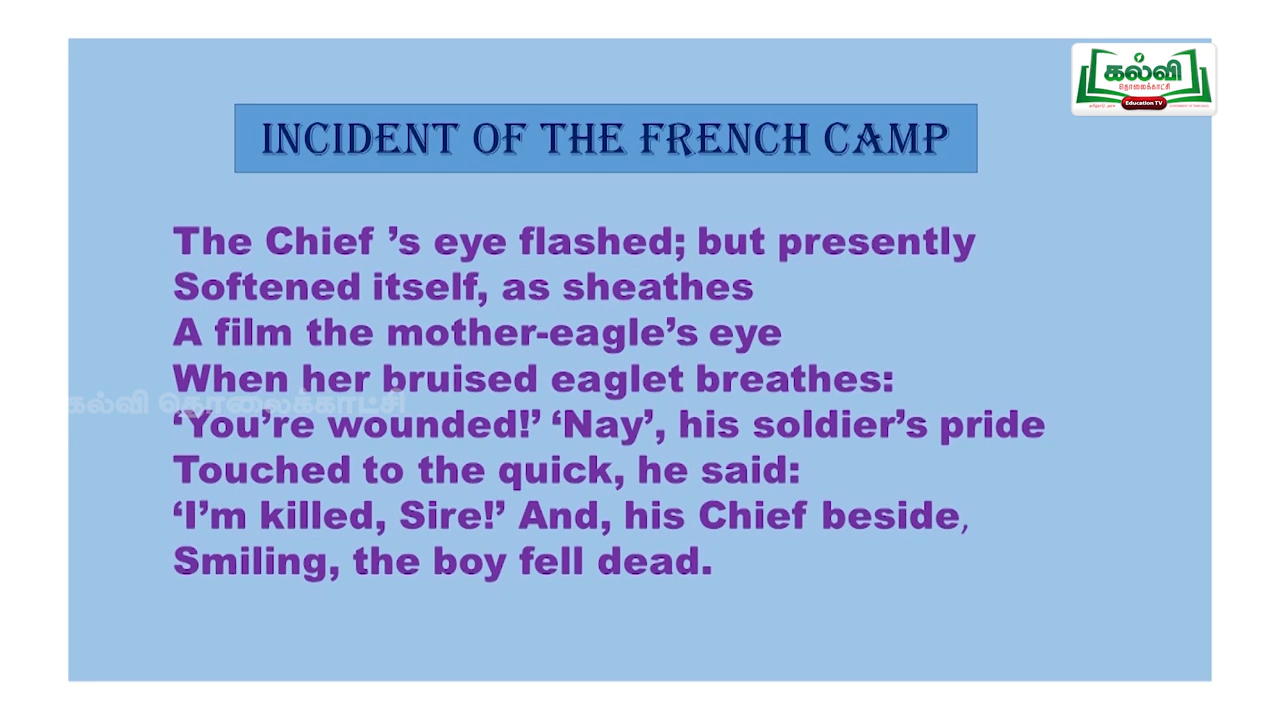 கல்வி
தொலைக்காட்சி
Education TV
INCIDENT OF THE FRENCH CAMP
The Chief ’s eye flashed; but presently
Softened itself, as sheathes
A film the mother-eagle’s eye
When her bruised eaglet breathes:
கல்வி தொலைக்காட்சி
‘You’re wounded!’ ‘Nay’, his soldier’s pride
Touched to the quick, he said:
‘I’m killed, Sire!’ And, his Chief beside,
Smiling, the boy fell dead.